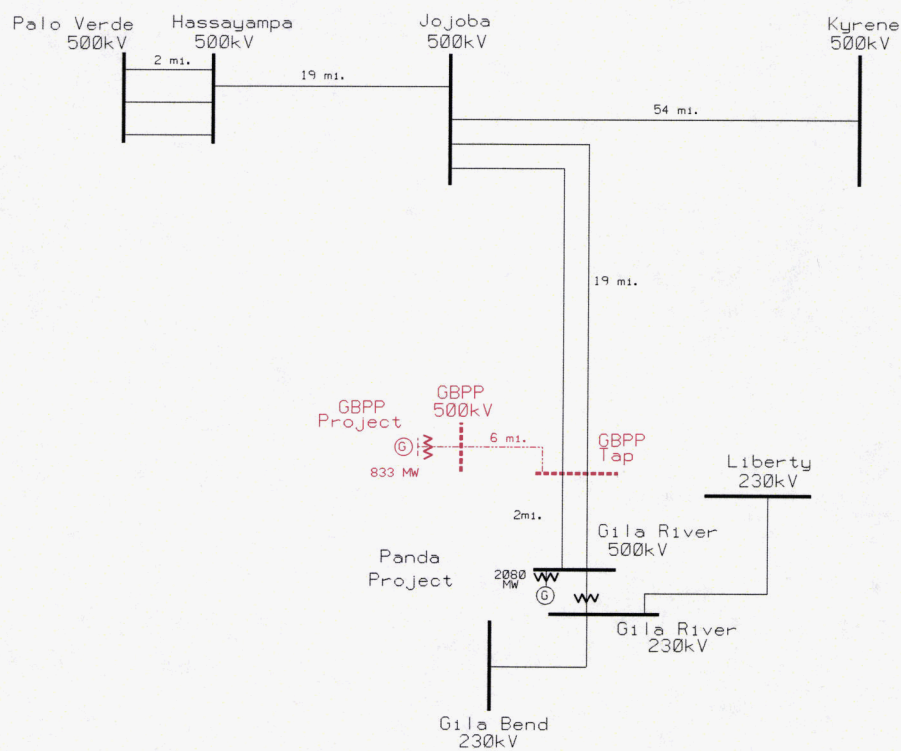 Palo Verde
500kV
Hassayampa
500kV
Jojoba
500kV
Kyrene
500kV
2 mi.
19 mi.
54 mi.
19 mi.
GBPP
Project
GBPP
500kV
G
6 mi.
833 MW
GBPP
Tap
Liberty
230kV
2mi.
Gila River
500kV
Panda
Project
2080
MW
G
Gila River
230kV
Gila Bend
230kV